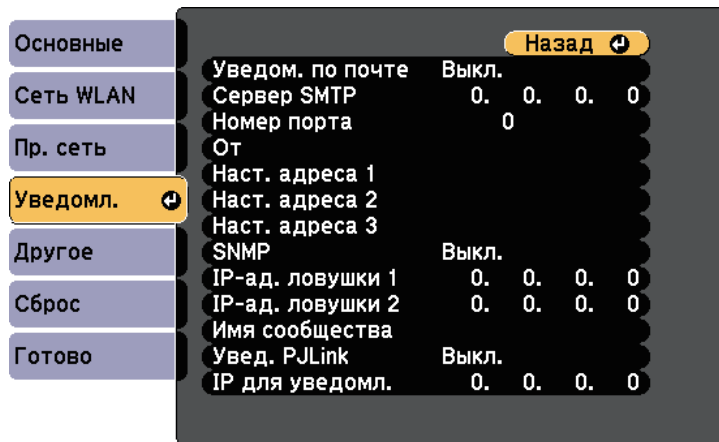 Основные
Сеть WLAN
Пр. сеть
Уведомл.
Другое
Сброс
Готово
Назад
Уведом. по почте Выкл.
Сервер SMTP 0. 0. 0. 0
Номер порта 0
От
Наст. адреса 1
Наст. адреса 2
Наст. адреса 3
SNMP Выкл.
IP-ад. ловушки 1 0. 0. 0. 0
IP-ад. ловушки 2 0. 0. 0. 0
Имя сообщества
Увед. PJLink Выкл.
IP для уведомл. 0. 0. 0. 0